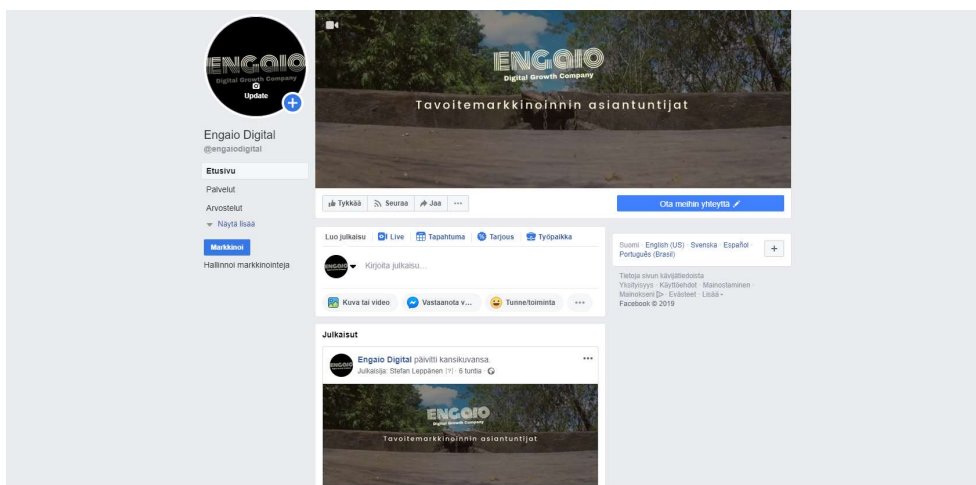 ENGAIO
Digital Growth Company
Update
Engaio Digital
@engaiodigital
Etusivu
Palvelut
Arvostelut
Näytä lisää
Markkinoi
Hallinnoi markkinointeja
ENGAIO
Digital Growth Company
Tavoitemarkkinoinnin asiantuntijat
Tykkää Seuraa Jaa ...
Ota meihin yhteyttä
Luo julkaisu Live Tapahtuma Tarjous Työpaikka
ENGAIO Kirjoita julkaisu...
Kuva tai video Vastaanota v... Tunne/toiminta ...
Julkaisut
ENGAIO Engaio Digital päivitti kansikuvansa. ...
Julkaisija: Stefan Leppänen [?] · 6 tuntia ·
ENGAIO
Digital Growth Company
Tavoitemarkkinoinnin asiantuntijat
Suomi · English (US) · Svenska · Español ·
Português (Brasil)
+
Tietoja sivun kävijätiedoista
Yksityisyys · Käyttöehdot · Mainostaminen ·
Mainokseni · Evästeet · Lisää
Facebook © 2019